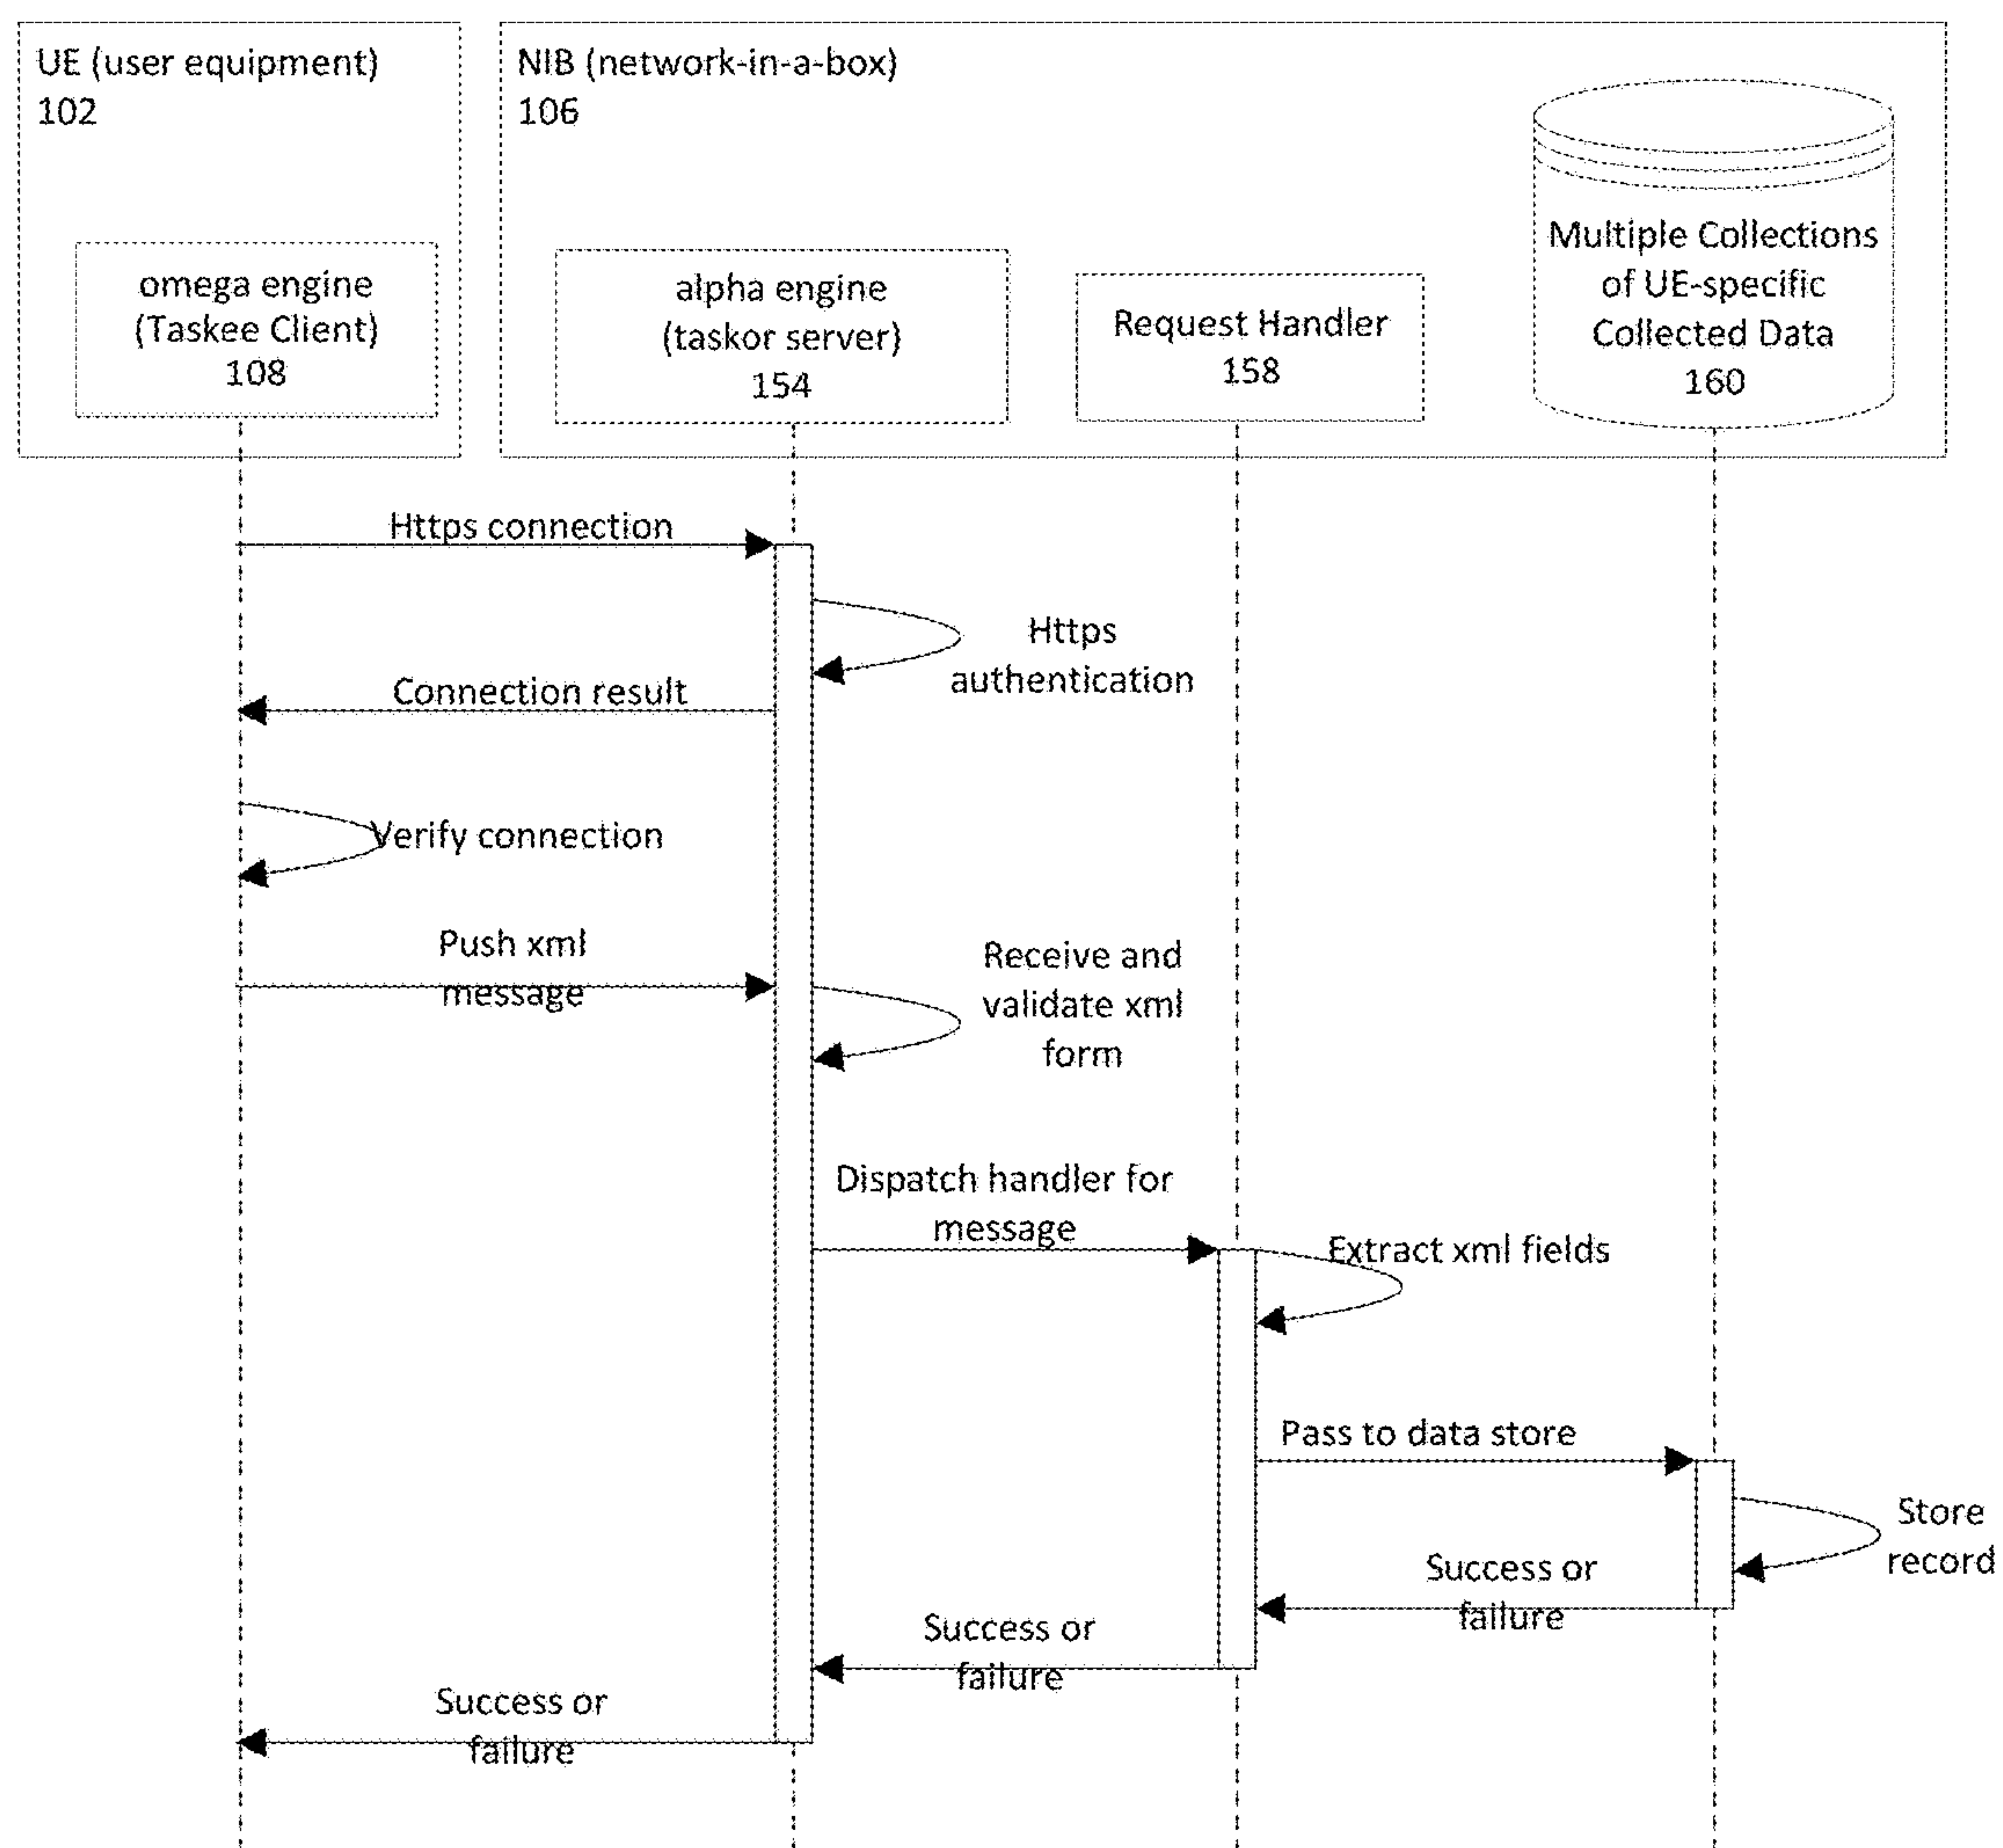 UE (user equipment)
102
NIB (network-in-a-box)
106
omega engine
(Taskee Client)
108
alpha engine
(taskor server)
154
Request Handler
158
Multiple Collections
of UE-specific
Collected Data
160
Https connection
Https
authentication
Connection result
Verify connection
Push xml
message
Receive and
validate xml
form
Dispatch handler for
message
Extract xml fields
Pass to data store
Store
record
Success or
failure
Success or
failure
Success or
failure